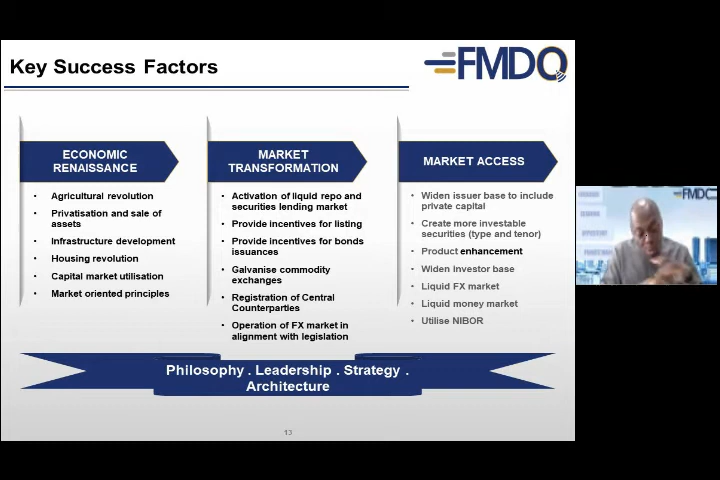 Key Success Factors
FMDQ
ECONOMIC
RENAISSANCE
• Agricultural revolution
• Privatisation and sale of
assets
• Infrastructure development
• Housing revolution
• Capital market utilisation
• Market oriented principles
MARKET
TRANSFORMATION
• Activation of liquid repo and
securities lending market
• Provide incentives for listing
• Provide incentives for bonds
issuances
• Galvanise commodity
exchanges
• Registration of Central
Counterparties
• Operation of FX market in
alignment with legislation
MARKET ACCESS
• Widen issuer base to include
private capital
• Create more investable
securities (type and tenor)
• Product enhancement
• Widen Investor base
• Liquid FX market
• Liquid money market
• Utilise NIBOR
Philosophy . Leadership . Strategy .
Architecture
13
FMDQ